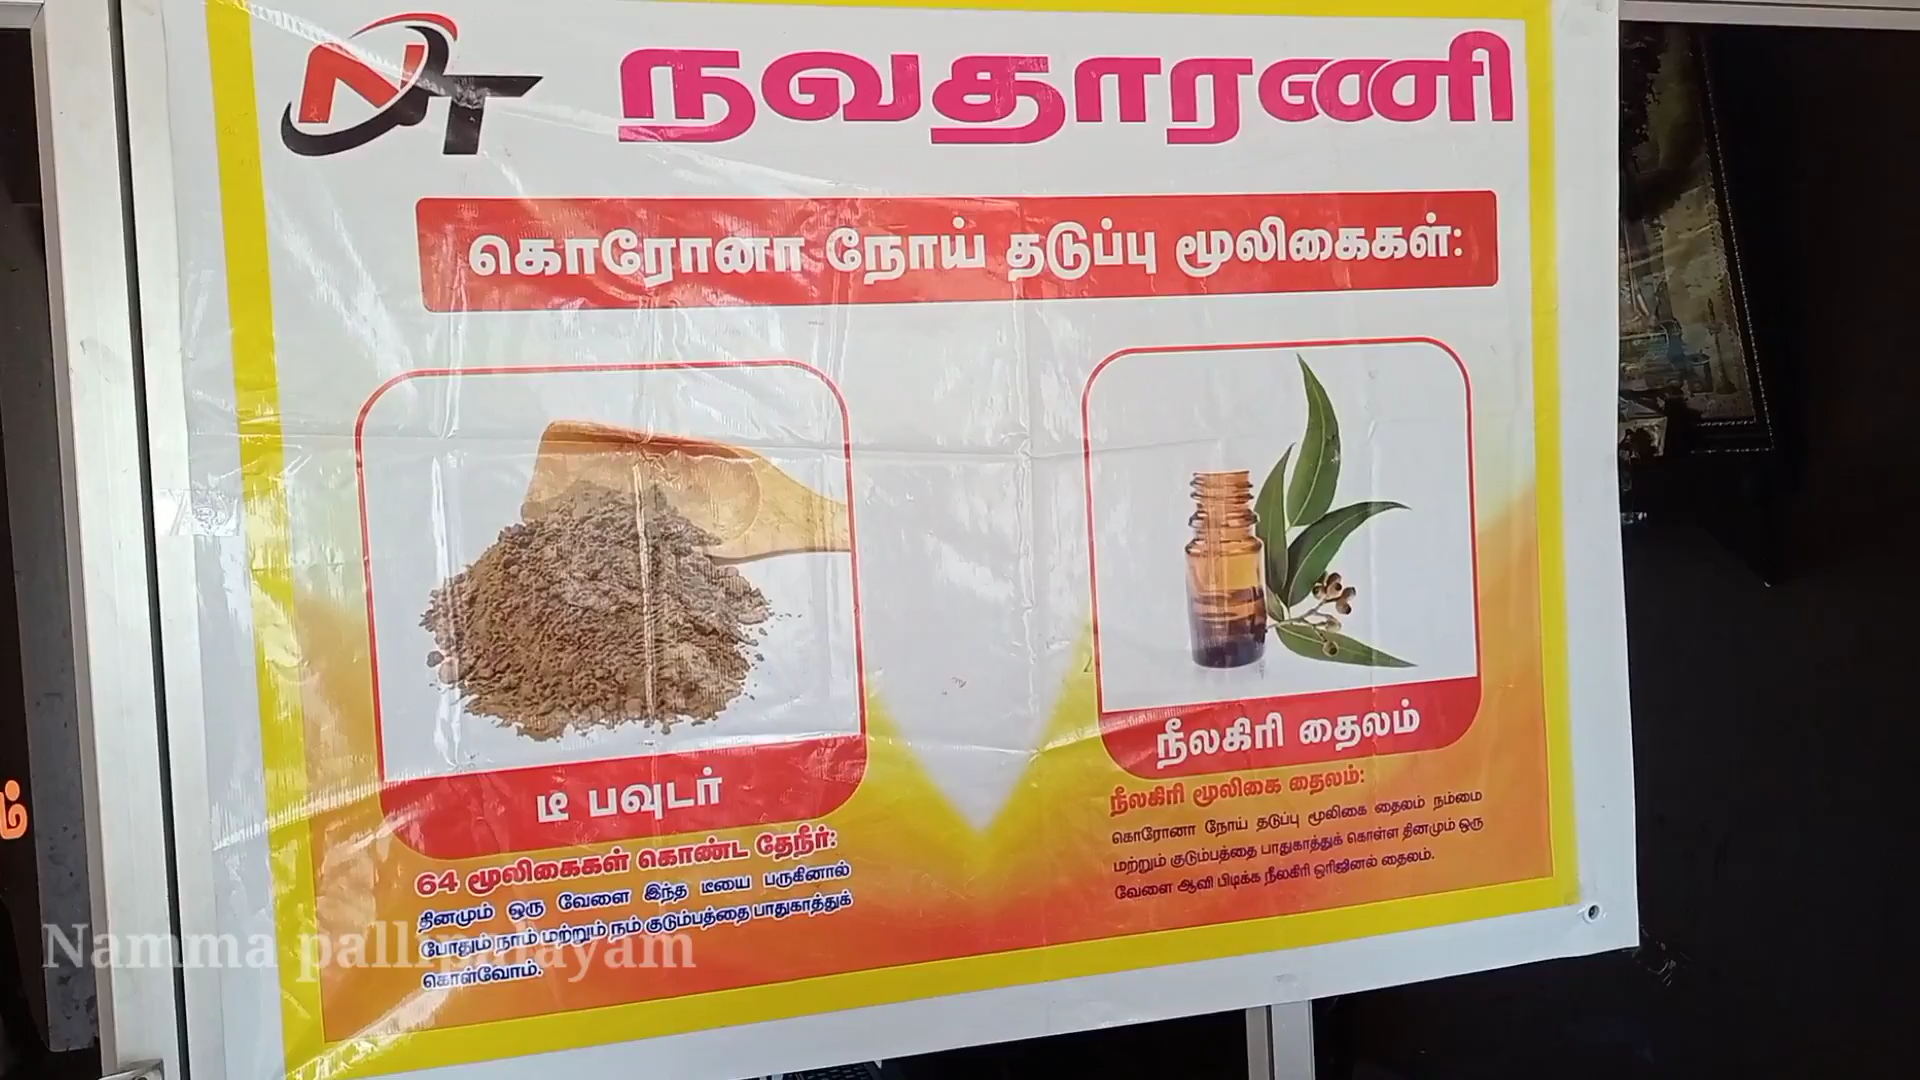 NT நவதாரணி
கொரோனா நோய் தடுப்பு மூலிகைகள்:
டீ பவுடர்
64 மூலிகைகள் கொண்ட தேநீர்:
தினமும் ஒரு வேளை இந்த டீயை பருகினால்
போதும் நாம் மற்றும் நம் குடும்பத்தை பாதுகாத்துக்
கொள்வோம்.
நீலகிரி தைலம்
நீலகிரி மூலிகை தைலம்:
கொரோனா நோய் தடுப்பு மூலிகை தைலம் நம்மை
மற்றும் குடும்பத்தை பாதுகாத்துக் கொள்ள தினமும் ஒரு
வேளை ஆவி பிடிக்க நீலகிரி ஒரிஜினல் தைலம்.
Namma pallipalayam